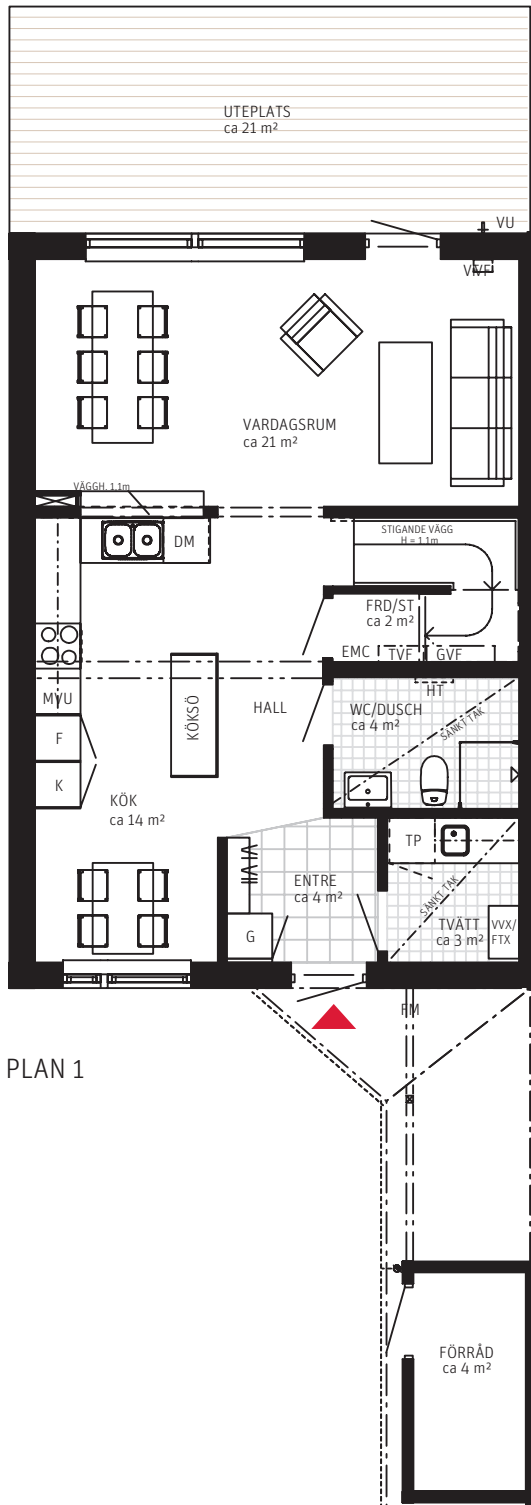 UTEPLATS
ca 21 m²
VU
VVF
VARDAGSRUM
ca 21 m²
VÄGGH. 1,1m
DM
STIGANDE VÄGG
H = 1,1m
FRD/ST
ca 2 m²
EMC
TVF
GVF
HT
MVU
KÖKSÖ
HALL
WC/DUSCH
ca 4 m²
SÄNKT TAK
F
K
KÖK
ca 14 m²
TP
ENTRE
ca 4 m²
SÄNKT TAK
TVÄTT
ca 3 m²
VVX/
FTX
G
FM
PLAN 1
FÖRRÅD
ca 4 m²